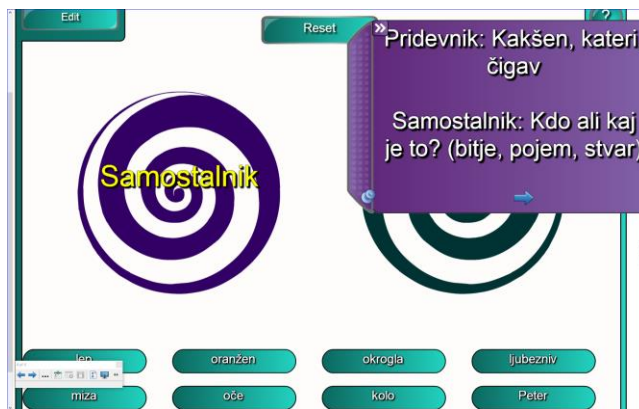 Edit
Reset
?
Pridevnik: Kakšen, kateri
čigav
Samostalnik: Kdo ali kaj
je to? (bitje, pojem, stvar)
Samostalnik
lep
oranžen
okrogla
ljubezniv
miza
oče
kolo
Peter